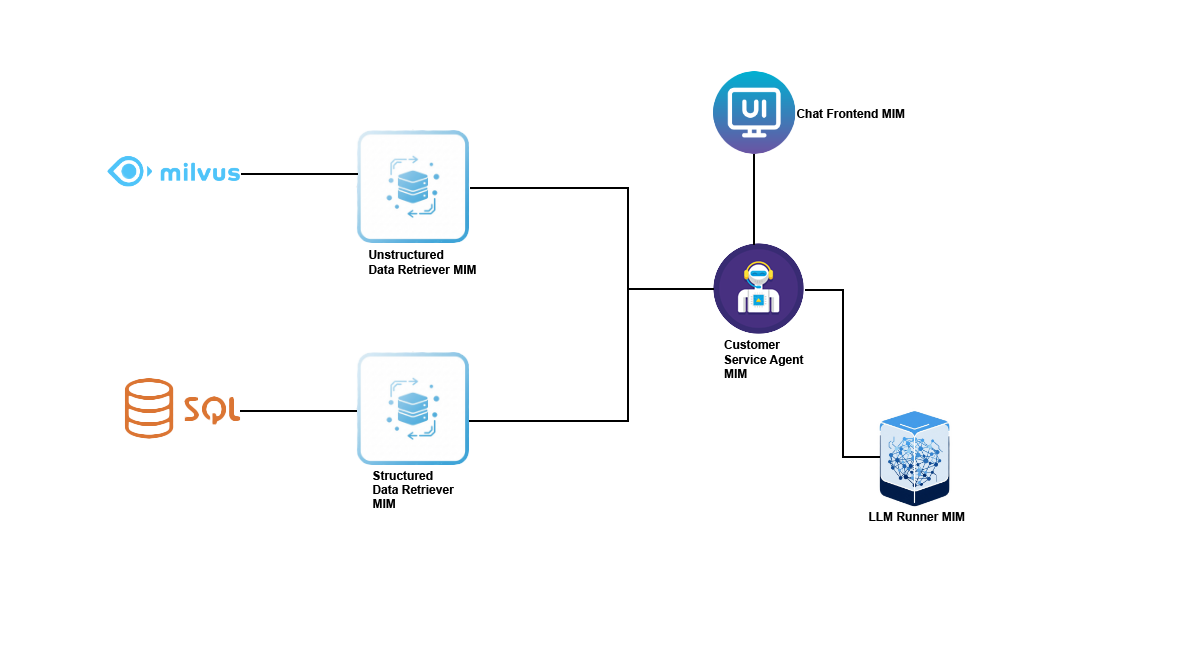 UI
Chat Frontend MIM
milvus
Unstructured
Data Retriever MIM
Customer
Service Agent
MIM
SQL
Structured
Data Retriever
MIM
LLM Runner MIM